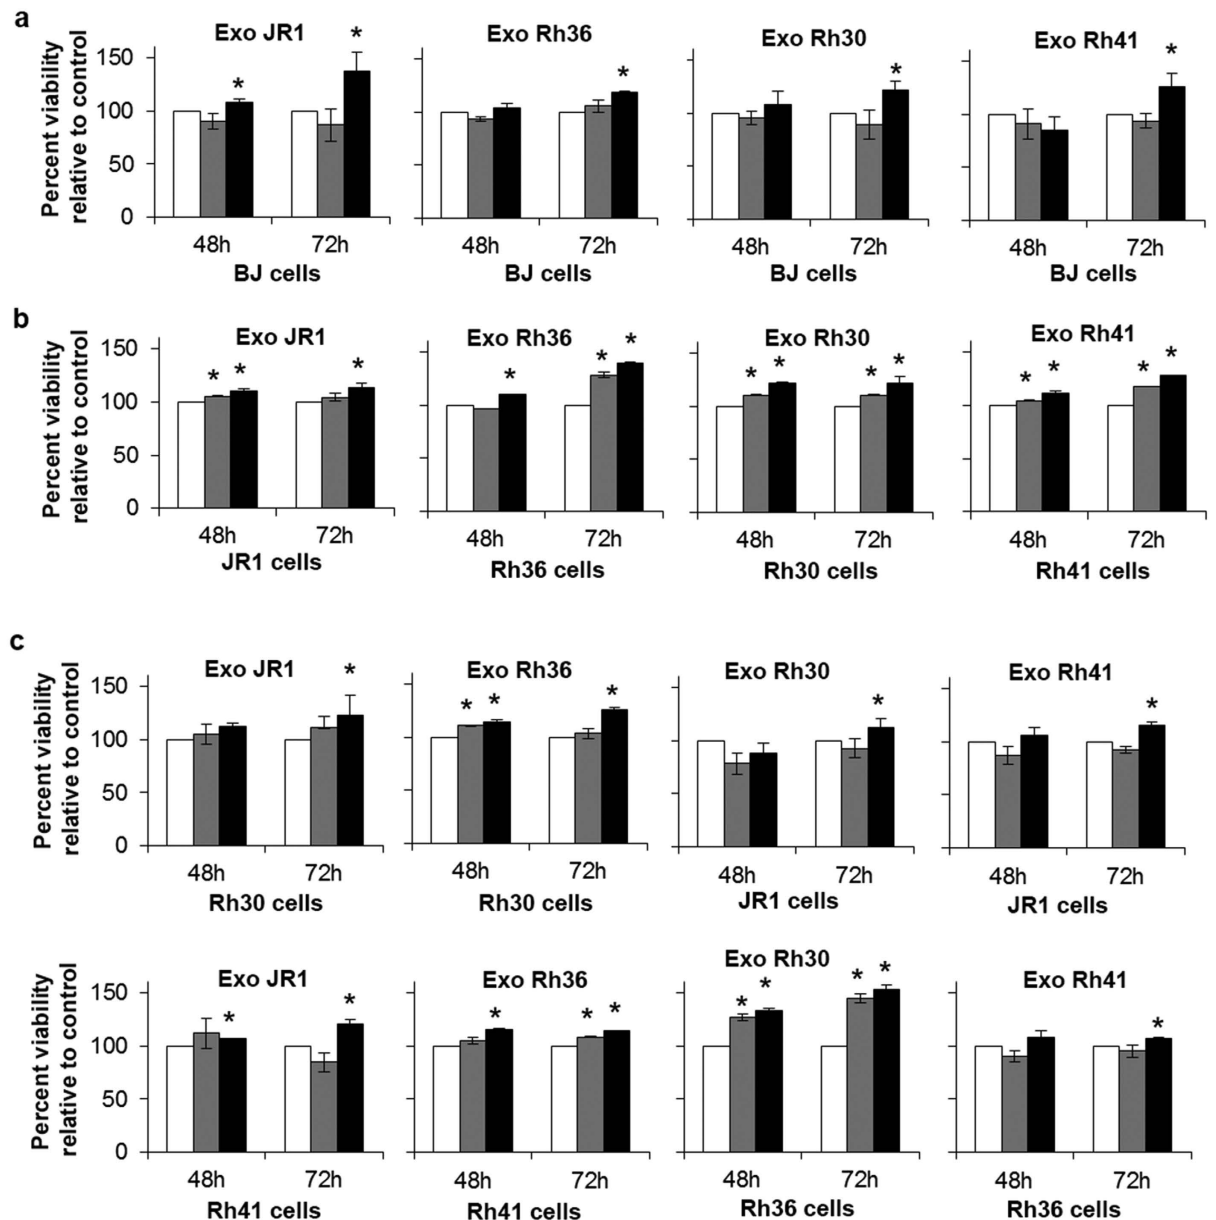 a
Exo JR1 Exo Rh36 Exo Rh30 Exo Rh41
Percent viability
relative to control
150
100
50
0
* * * * *
48h 72h 48h 72h 48h 72h 48h 72h
BJ cells BJ cells BJ cells BJ cells
b
Exo JR1 Exo Rh36 Exo Rh30 Exo Rh41
Percent viability
relative to control
150
100
50
0
* * * * * * * * * * * * * *
48h 72h 48h 72h 48h 72h 48h 72h
JR1 cells Rh36 cells Rh30 cells Rh41 cells
c
Exo JR1 Exo Rh36 Exo Rh30 Exo Rh41
Percent viability
relative to control
150
100
50
0
* * * * * *
48h 72h 48h 72h 48h 72h 48h 72h
Rh30 cells Rh30 cells JR1 cells JR1 cells
Exo JR1 Exo Rh36 Exo Rh30 Exo Rh41
Percent viability
relative to control
150
100
50
0
* * * * * * * * * *
48h 72h 48h 72h 48h 72h 48h 72h
Rh41 cells Rh41 cells Rh36 cells Rh36 cells